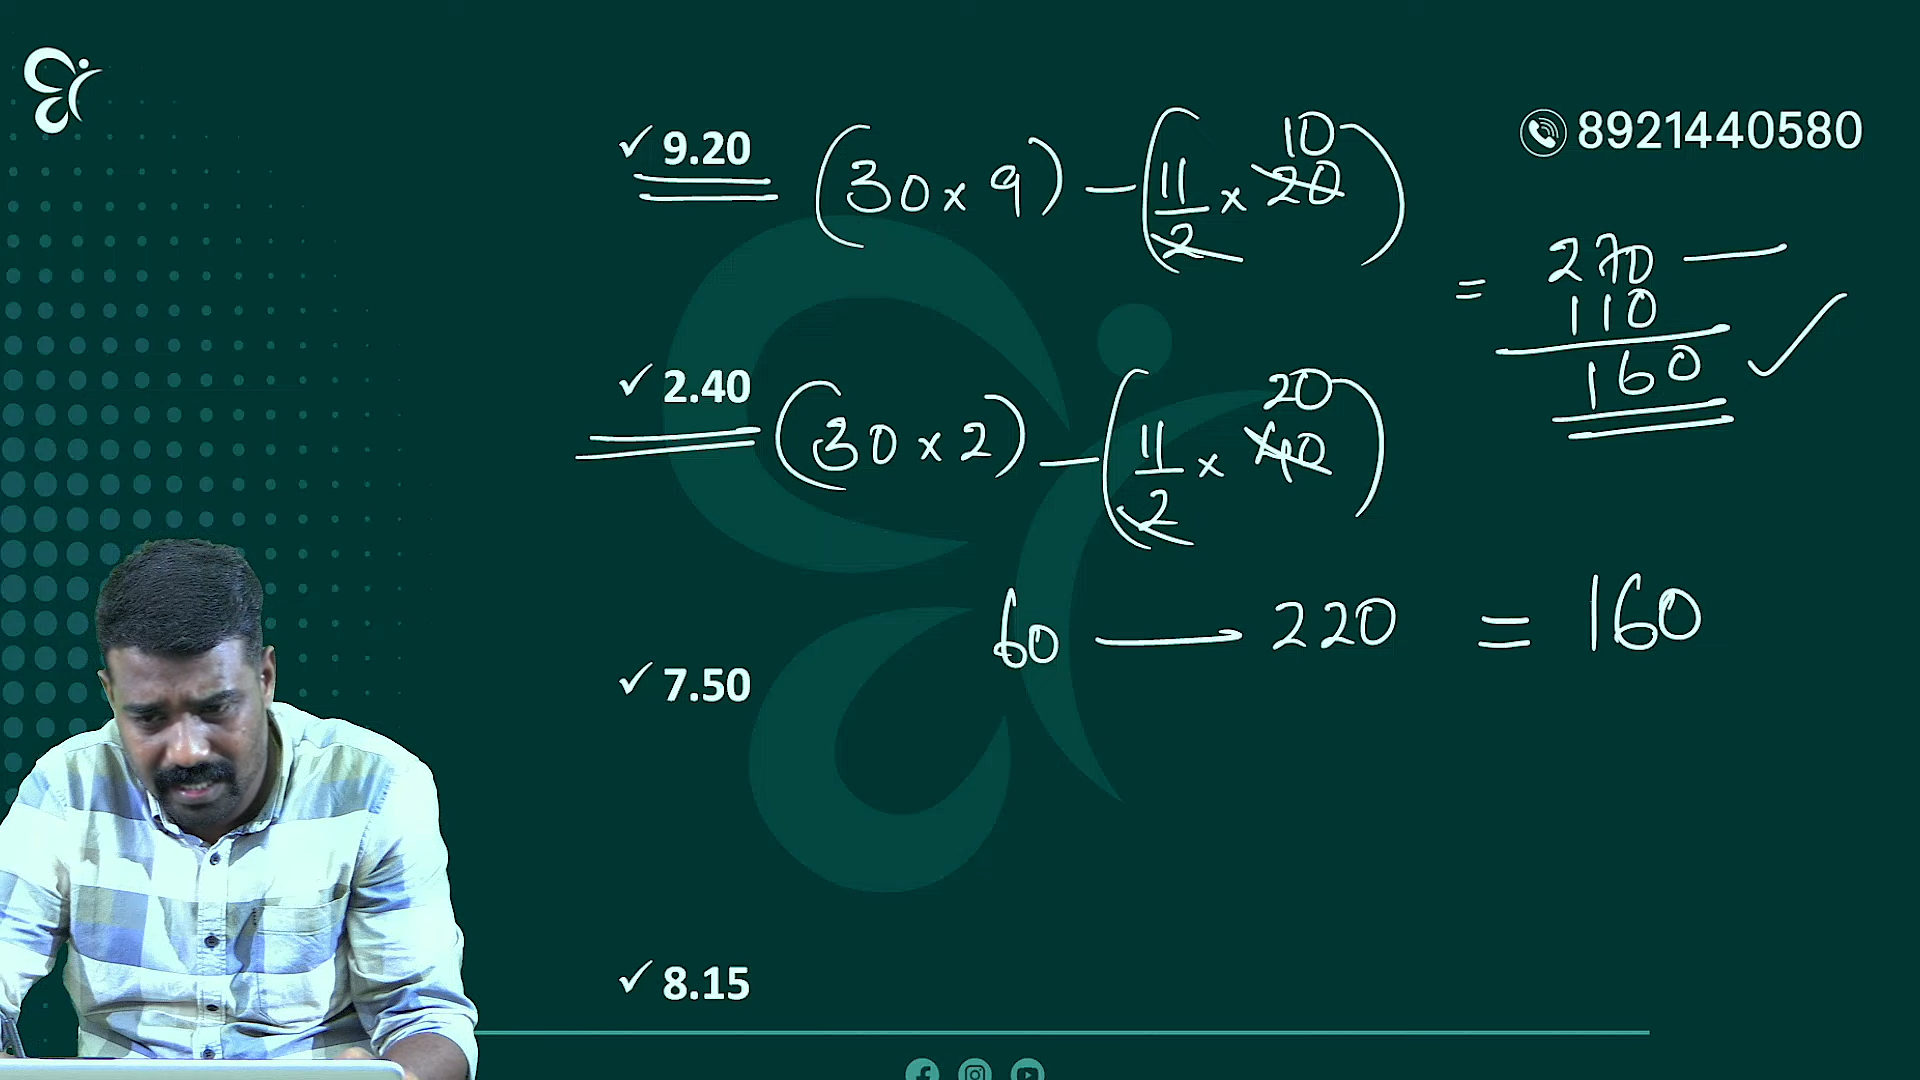 8921440580
✓ 9.20 (30 x 9) – (11/2 x 20) 10
= 270 –
110
160 ✓
✓ 2.40 (30 x 2) – (11/2 x 40) 20
60 – 220 = 160
✓ 7.50
✓ 8.15